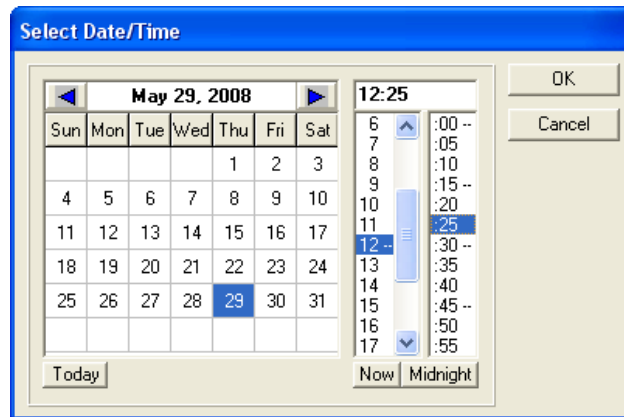 Select Date/Time
May 29, 2008
Sun Mon Tue Wed Thu Fri Sat
1 2 3
4 5 6 7 8 9 10
11 12 13 14 15 16 17
18 19 20 21 22 23 24
25 26 27 28 29 30 31
Today
12:25
6 :00 --
7 :05
8 :10
9 :15 --
10 :20
11 :25
12 -- :30 --
13 :35
14 :40
15 :45 --
16 :50
17 :55
Now Midnight
OK
Cancel